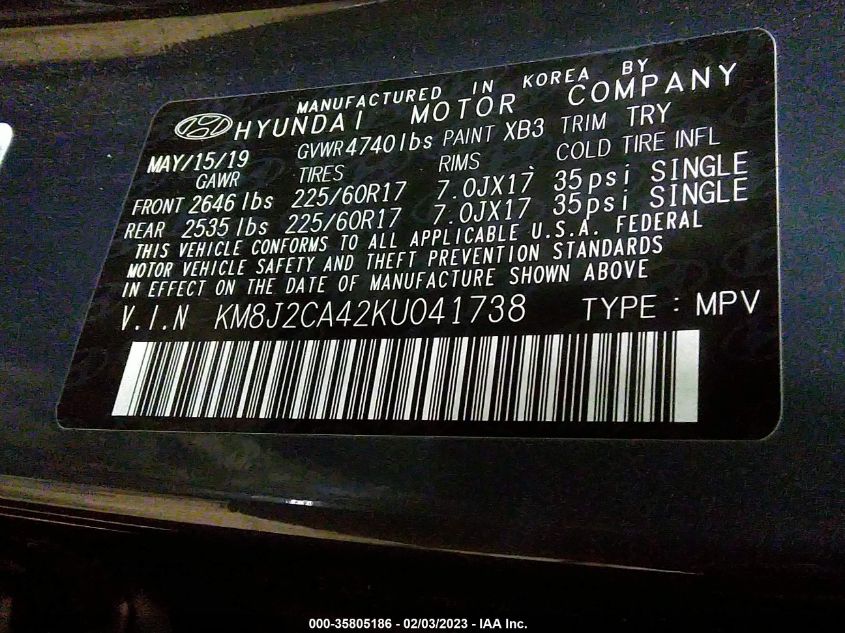 MANUFACTURED IN KOREA BY
HYUNDAI MOTOR COMPANY
MAY/15/19 GVWR 4740lbs PAINT XB3 TRIM TRY
GAWR TIRES RIMS COLD TIRE INFL
FRONT 2646 lbs 225/60R17 7.0JX17 35psi SINGLE
REAR 2535 lbs 225/60R17 7.0JX17 35psi SINGLE
THIS VEHICLE CONFORMS TO ALL APPLICABLE U.S.A. FEDERAL
MOTOR VEHICLE SAFETY AND THEFT PREVENTION STANDARDS
IN EFFECT ON THE DATE OF MANUFACTURE SHOWN ABOVE
V.I.N KM8J2CA42KU041738 TYPE : MPV
000-35805186 - 02/03/2023 - IAA Inc.